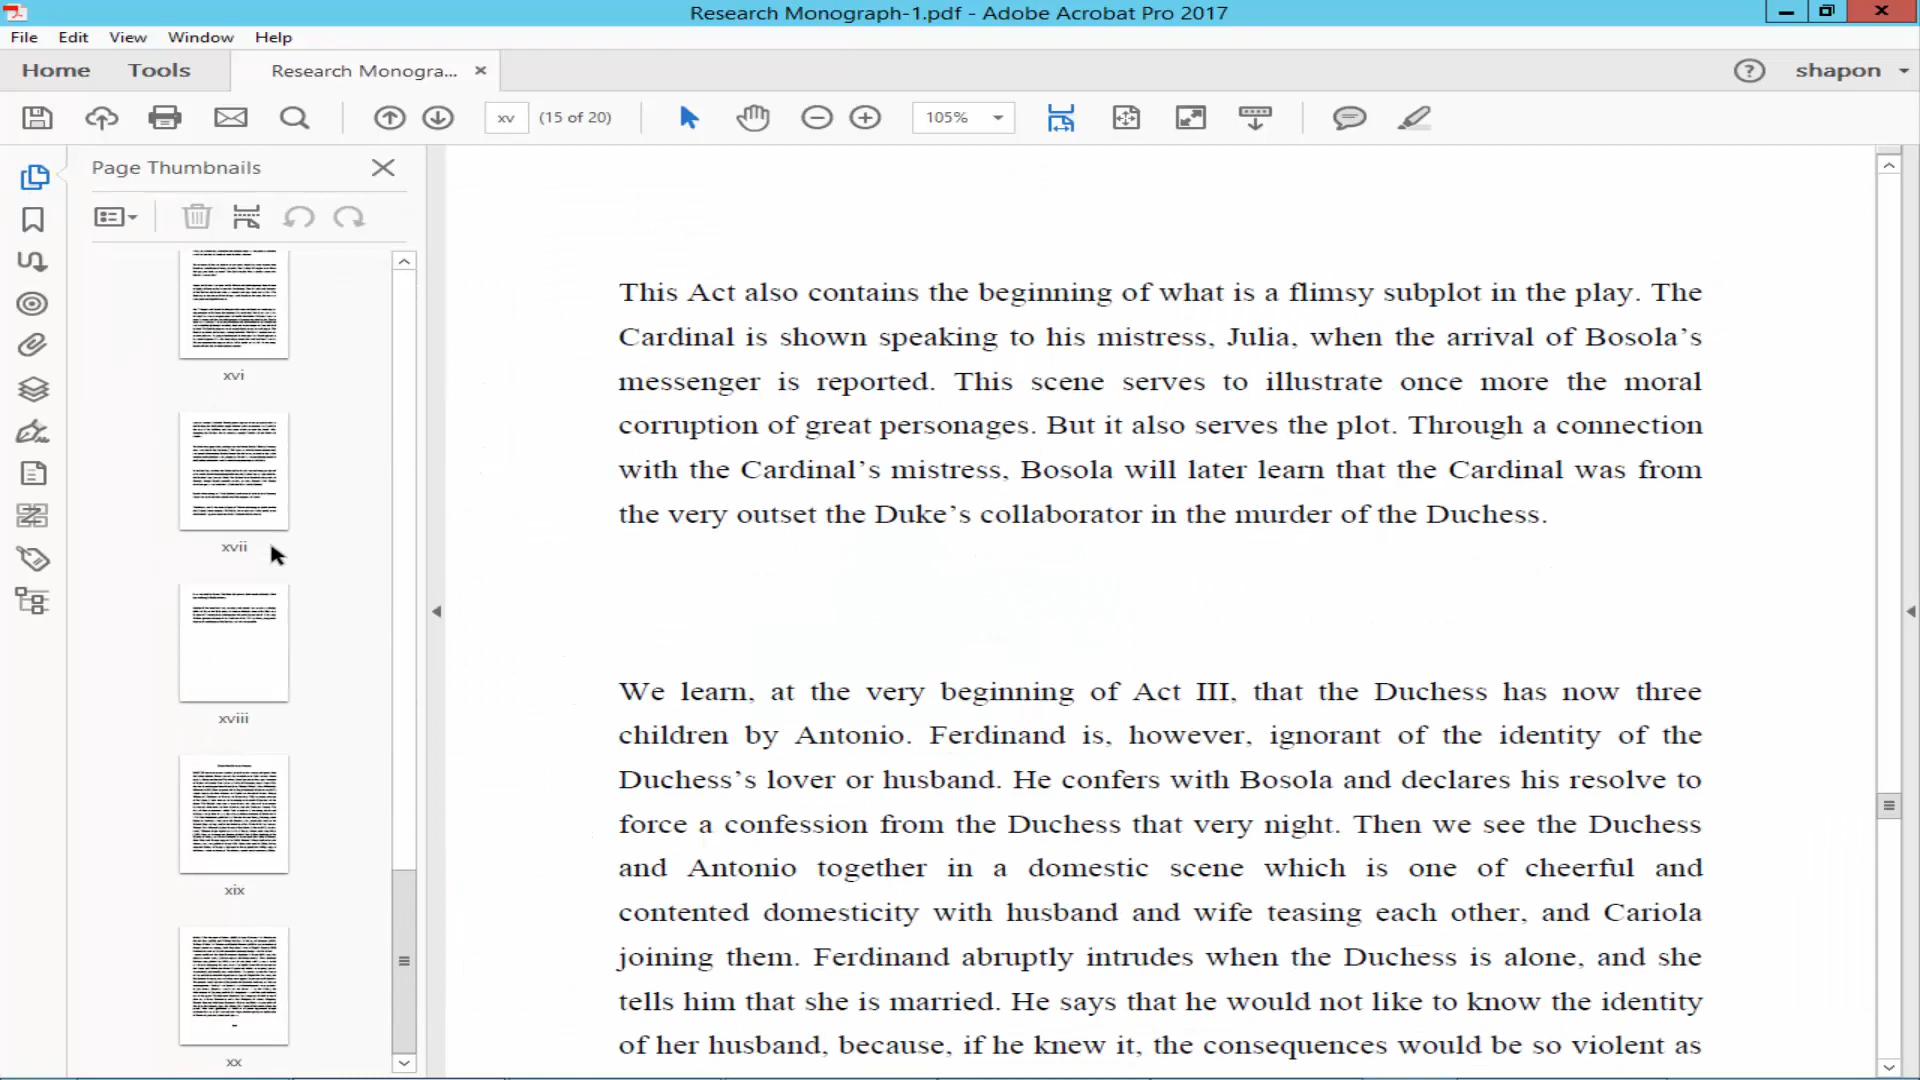 Research Monograph-1.pdf - Adobe Acrobat Pro 2017
File Edit View Window Help
Home Tools Research Monogra... shapon
xv (15 of 20) 105%
Page Thumbnails
xvi
xvii
xviii
xix
xx
This Act also contains the beginning of what is a flimsy subplot in the play. The
Cardinal is shown speaking to his mistress, Julia, when the arrival of Bosola’s
messenger is reported. This scene serves to illustrate once more the moral
corruption of great personages. But it also serves the plot. Through a connection
with the Cardinal’s mistress, Bosola will later learn that the Cardinal was from
the very outset the Duke’s collaborator in the murder of the Duchess.
We learn, at the very beginning of Act III, that the Duchess has now three
children by Antonio. Ferdinand is, however, ignorant of the identity of the
Duchess’s lover or husband. He confers with Bosola and declares his resolve to
force a confession from the Duchess that very night. Then we see the Duchess
and Antonio together in a domestic scene which is one of cheerful and
contented domesticity with husband and wife teasing each other, and Cariola
joining them. Ferdinand abruptly intrudes when the Duchess is alone, and she
tells him that she is married. He says that he would not like to know the identity
of her husband, because, if he knew it, the consequences would be so violent as